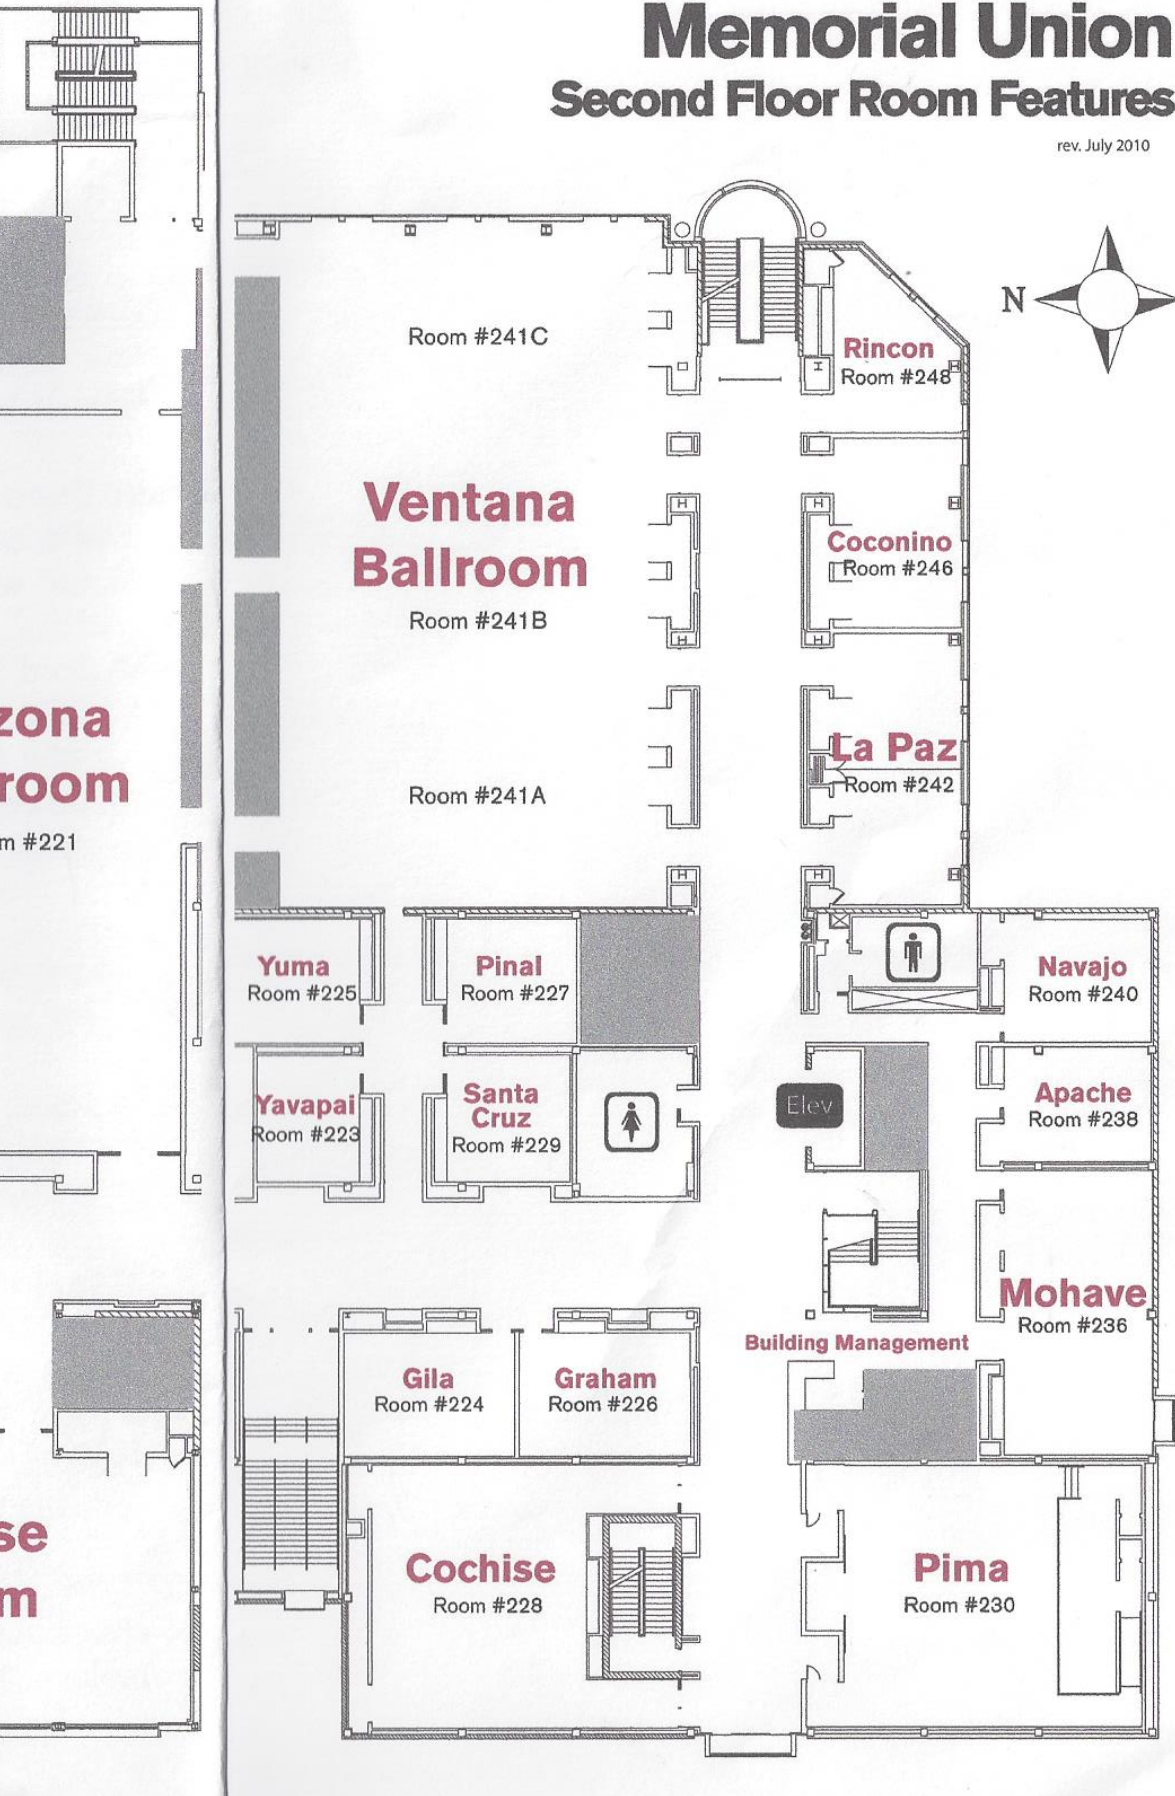 Memorial Union
Second Floor Room Features
rev. July 2010
N
Room #241C
Rincon
Room #248
Ventana
Ballroom
Room #241B
Coconino
Room #246
zona
room
m #221
La Paz
Room #242
Room #241A
Yuma
Room #225
Pinal
Room #227
Navajo
Room #240
Yavapai
Room #223
Santa
Cruz
Room #229
Elev
Apache
Room #238
Mohave
Room #236
Building Management
Gila
Room #224
Graham
Room #226
se
m
Cochise
Room #228
Pima
Room #230